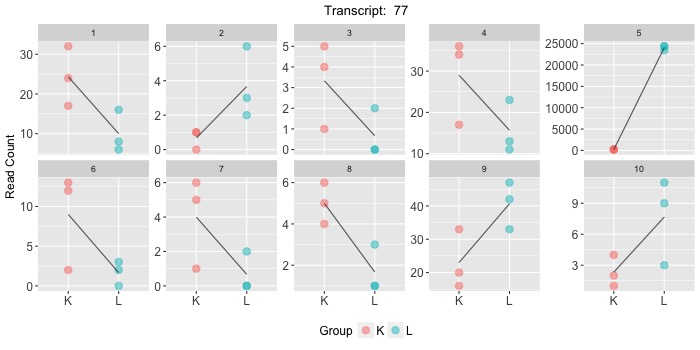 Transcript: 77
1 2 3 4 5
30 20 10
6 4 2 0
5 4 3 2 1 0
30 20 10
25000 20000 15000 10000 5000 0
Read Count
6 7 8 9 10
10 5 0
6 4 2 0
6 4 2
40 30 20
9 6 3
K L K L K L K L K L
Group K L